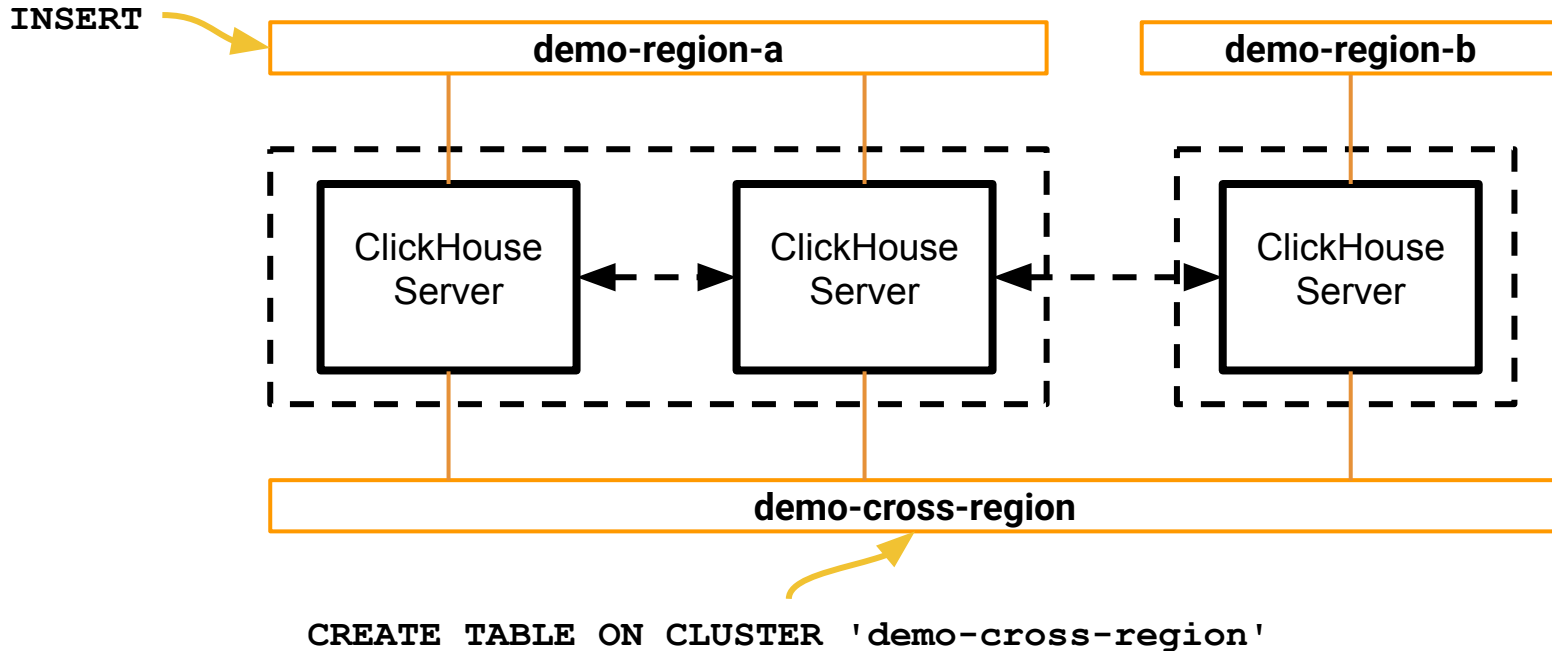 INSERT
demo-region-a
demo-region-b
ClickHouse
Server
ClickHouse
Server
ClickHouse
Server
demo-cross-region
CREATE TABLE ON CLUSTER 'demo-cross-region'